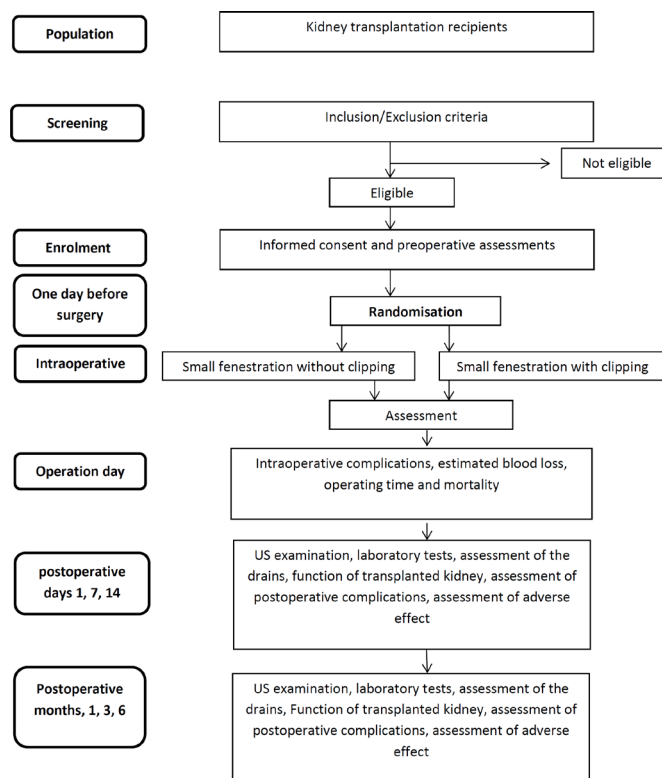 Population
Kidney transplantation recipients
Screening
Inclusion/Exclusion criteria
Not eligible
Eligible
Enrolment
Informed consent and preoperative assessments
One day before
surgery
Randomisation
Intraoperative
Small fenestration without clipping
Small fenestration with clipping
Assessment
Operation day
Intraoperative complications, estimated blood loss,
operating time and mortality
postoperative
days 1, 7, 14
US examination, laboratory tests, assessment of the
drains, function of transplanted kidney, assessment of
postoperative complications, assessment of adverse
effect
Postoperative
months, 1, 3, 6
US examination, laboratory tests, assessment of the
drains, Function of transplanted kidney, assessment of
postoperative complications, assessment of adverse
effect